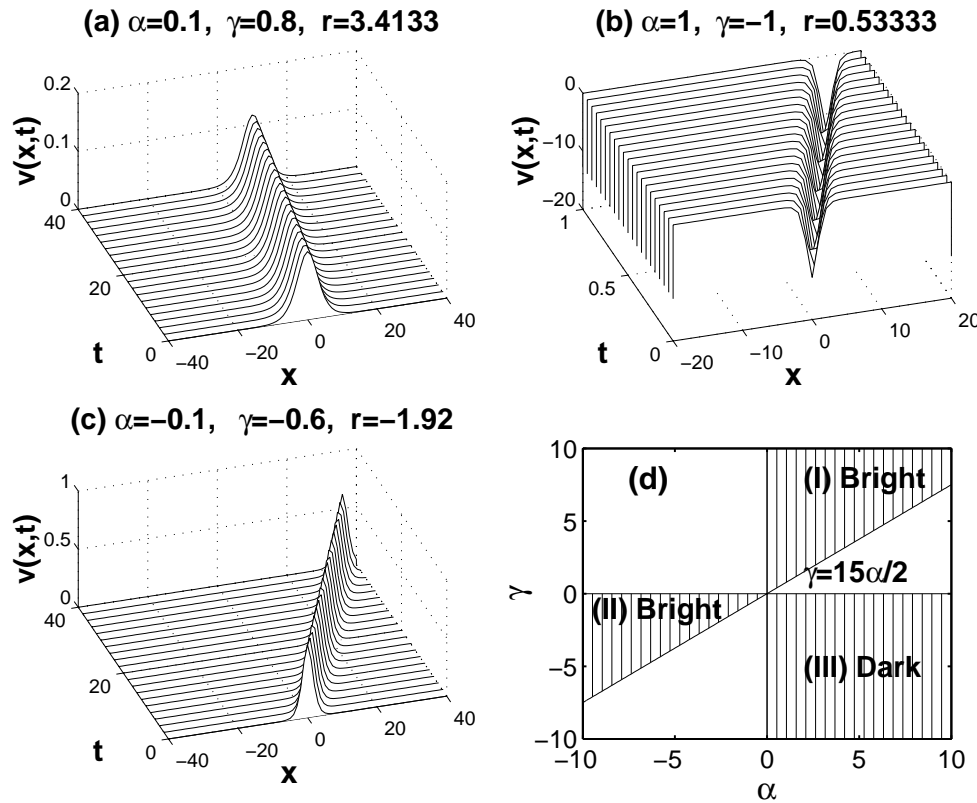 (a) α=0.1, γ=0.8, r=3.4133
v(x,t)
0.2
0.1
0
40
20
0
t
−40
−20
0
20
40
x
(b) α=1, γ=−1, r=0.53333
v(x,t)
0
−10
−20
1
0.5
0
t
−20
−10
0
10
20
x
(c) α=−0.1, γ=−0.6, r=−1.92
v(x,t)
1
0.5
0
40
20
0
t
−40
−20
0
20
40
x
(d)
(I) Bright
γ=15α/2
(II) Bright
(III) Dark
γ
10
5
0
−5
−10
−10
−5
0
5
10
α